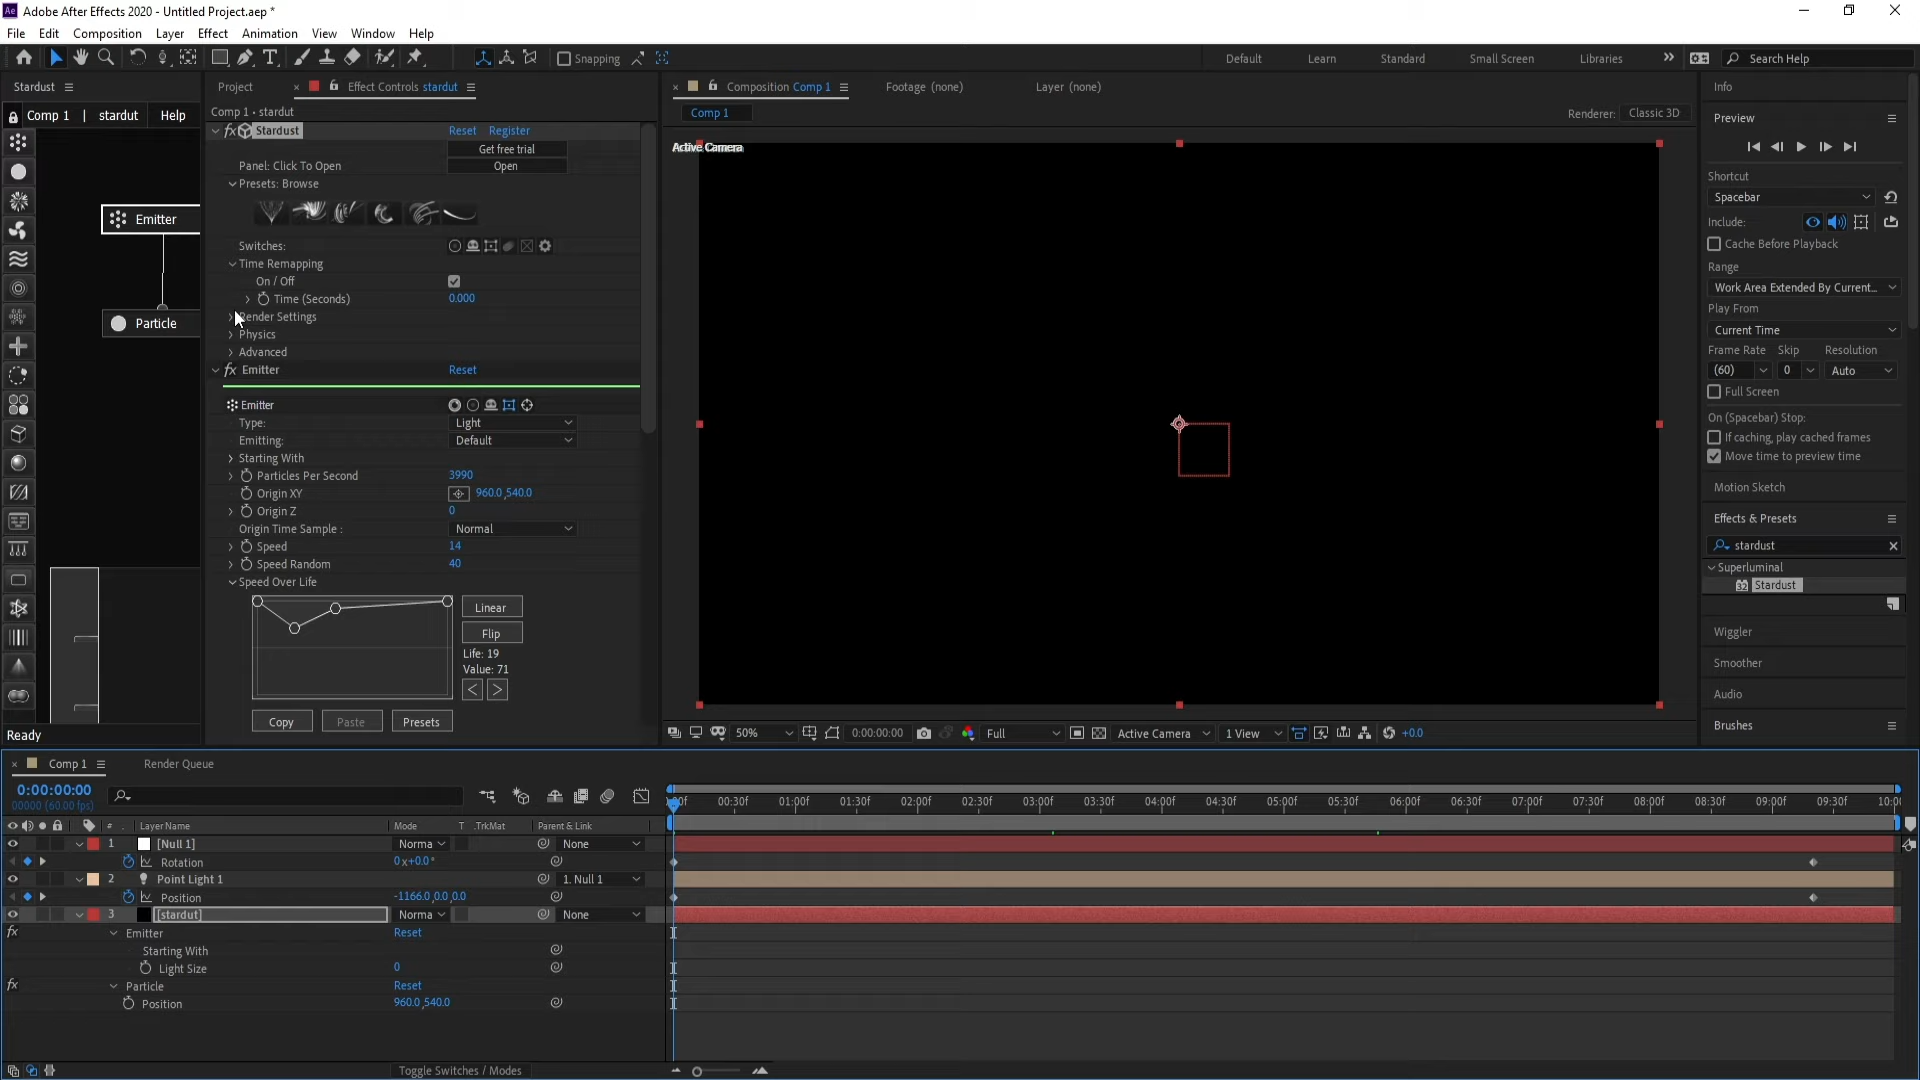 Adobe After Effects 2020 - Untitled Project.aep *
File Edit Composition Layer Effect Animation View Window Help
Snapping
Default Learn Standard Small Screen Libraries
Search Help
Stardust
Comp 1 | stardut Help
Emitter
Particle
Ready
Project
Effect Controls stardut
Comp 1 • stardut
fx Stardust Reset Register
Get free trial
Panel: Click To Open Open
Presets: Browse
Switches:
Time Remapping
On / Off
Time (Seconds) 0.000
Render Settings
Physics
Advanced
fx Emitter Reset
Emitter
Type: Light
Emitting: Default
Starting With
Particles Per Second 3990
Origin XY 960.0,540.0
Origin Z 0
Origin Time Sample : Normal
Speed 14
Speed Random 40
Speed Over Life
Linear
Flip
Life: 19
Value: 71
< >
Copy Paste Presets
Composition Comp 1
Footage (none)
Layer (none)
Comp 1
Renderer: Classic 3D
Active Camera
50% 0:00:00:00 Full Active Camera 1 View +0.0
Info
Preview
Shortcut
Spacebar
Include:
Cache Before Playback
Range
Work Area Extended By Current...
Play From
Current Time
Frame Rate Skip Resolution
(60) 0 Auto
Full Screen
On (Spacebar) Stop:
If caching, play cached frames
Move time to preview time
Motion Sketch
Effects & Presets
stardust
Superluminal
32 Stardust
Wiggler
Smoother
Audio
Brushes
Comp 1
Render Queue
0:00:00:00
00000 (60.00 fps)
00:30f 01:00f 01:30f 02:00f 02:30f 03:00f 03:30f 04:00f 04:30f 05:00f 05:30f 06:00f 06:30f 07:00f 07:30f 08:00f 08:30f 09:00f 09:30f
# Layer Name Mode T .TrkMat Parent & Link
1 [Null 1] Norma None
Rotation 0x+0.0°
2 Point Light 1 1. Null 1
Position -1166.0,0.0,0.0
3 [stardut] Norma None
fx Emitter Reset
Starting With
Light Size 0
fx Particle Reset
Position 960.0,540.0
Toggle Switches / Modes